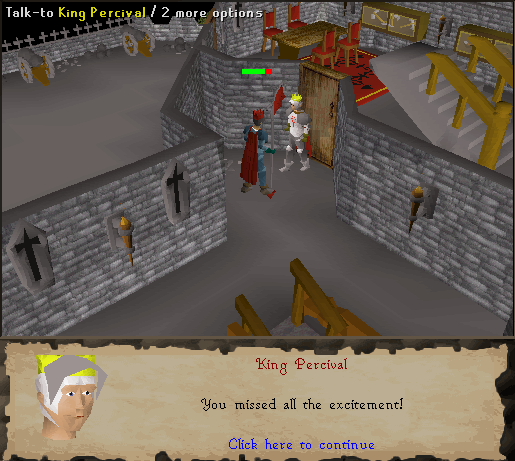 Talk-to King Percival / 2 more options
King Percival
You missed all the excitement!
Click here to continue